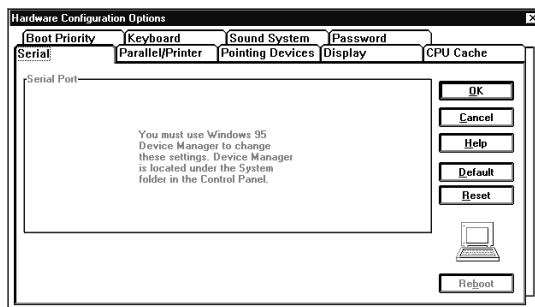 Hardware Configuration Options
Boot Priority
Keyboard
Sound System
Password
Serial
Parallel/Printer
Pointing Devices
Display
CPU Cache
Serial Port
You must use Windows 95
Device Manager to change
these settings. Device Manager
is located under the System
folder in the Control Panel.
OK
Cancel
Help
Default
Reset
Reboot